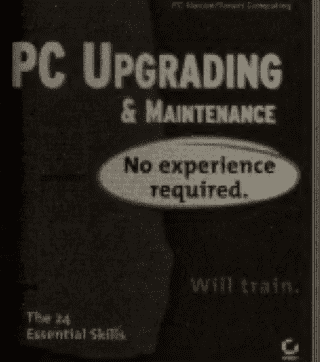 PC UPGRADING
& MAINTENANCE
No experience
required.
Will train.
The 24
Essential Skills